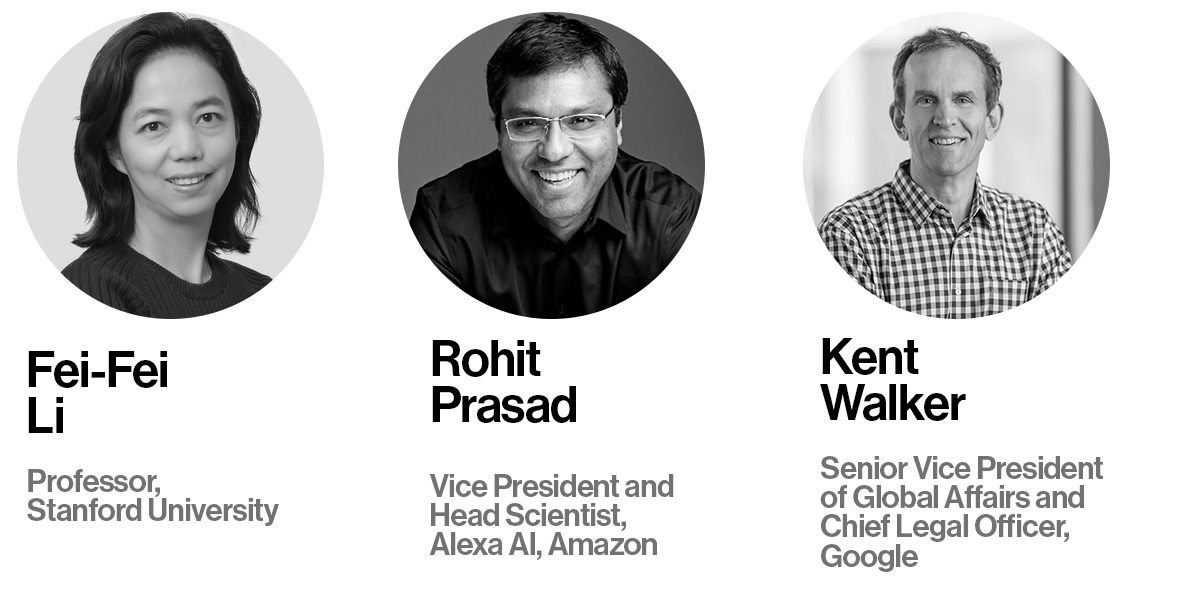 Fei-Fei
Li
Professor,
Stanford University
Rohit
Prasad
Vice President and
Head Scientist,
Alexa AI, Amazon
Kent
Walker
Senior Vice President
of Global Affairs and
Chief Legal Officer,
Google